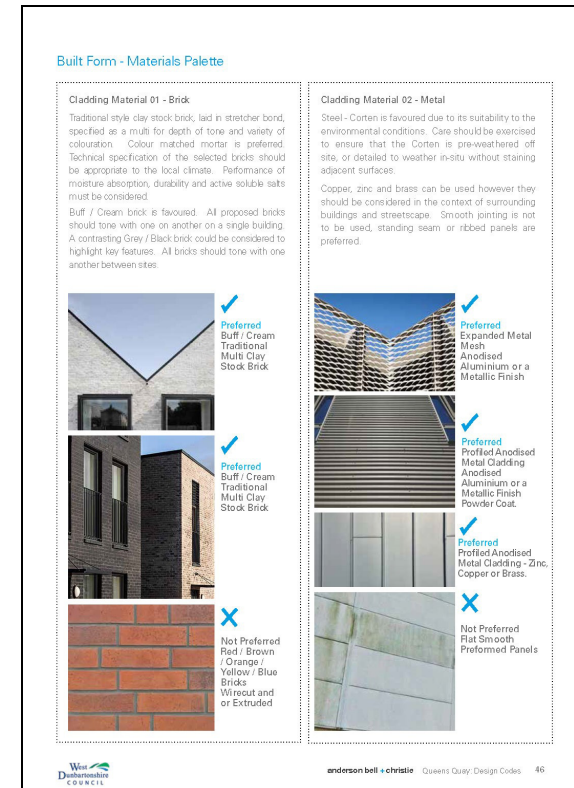 Built Form - Materials Palette
Cladding Material 01 - Brick
Traditional style clay stock brick, laid in stretcher bond,
specified as a multi for depth of tone and variety of
colouration. Colour matched mortar is preferred.
Technical specification of the selected bricks should
be appropriate to the local climate. Performance of
moisture absorption, durability and active soluble salts
must be considered.
Buff / Cream brick is favoured. All proposed bricks
should tone with one on another on a single building.
A contrasting Grey / Black brick could be considered to
highlight key features. All bricks should tone with one
another between sites.
Preferred
Buff / Cream
Traditional
Multi Clay
Stock Brick
Preferred
Buff / Cream
Traditional
Multi Clay
Stock Brick
Not Preferred
Red / Brown
/ Orange /
Yellow / Blue
Bricks
Wirecut and
or Extruded
Cladding Material 02 - Metal
Steel - Corten is favoured due to its suitability to the
environmental conditions. Care should be exercised
to ensure that the Corten is pre-weathered off
site, or detailed to weather in-situ without staining
adjacent surfaces.
Copper, zinc and brass can be used however they
should be considered in the context of surrounding
buildings and streetscape. Smooth jointing is not
to be used, standing seam or ribbed panels are
preferred.
Preferred
Expanded Metal
Mesh
Anodised
Aluminium or a
Metallic Finish
Preferred
Profiled Anodised
Metal Cladding
Anodised
Aluminium or a
Metallic Finish
Powder Coat.
Preferred
Profiled Anodised
Metal Cladding - Zinc,
Copper or Brass.
Not Preferred
Flat Smooth
Preformed Panels
West
Dunbartonshire
COUNCIL
anderson bell + christie Queens Quay: Design Codes 46